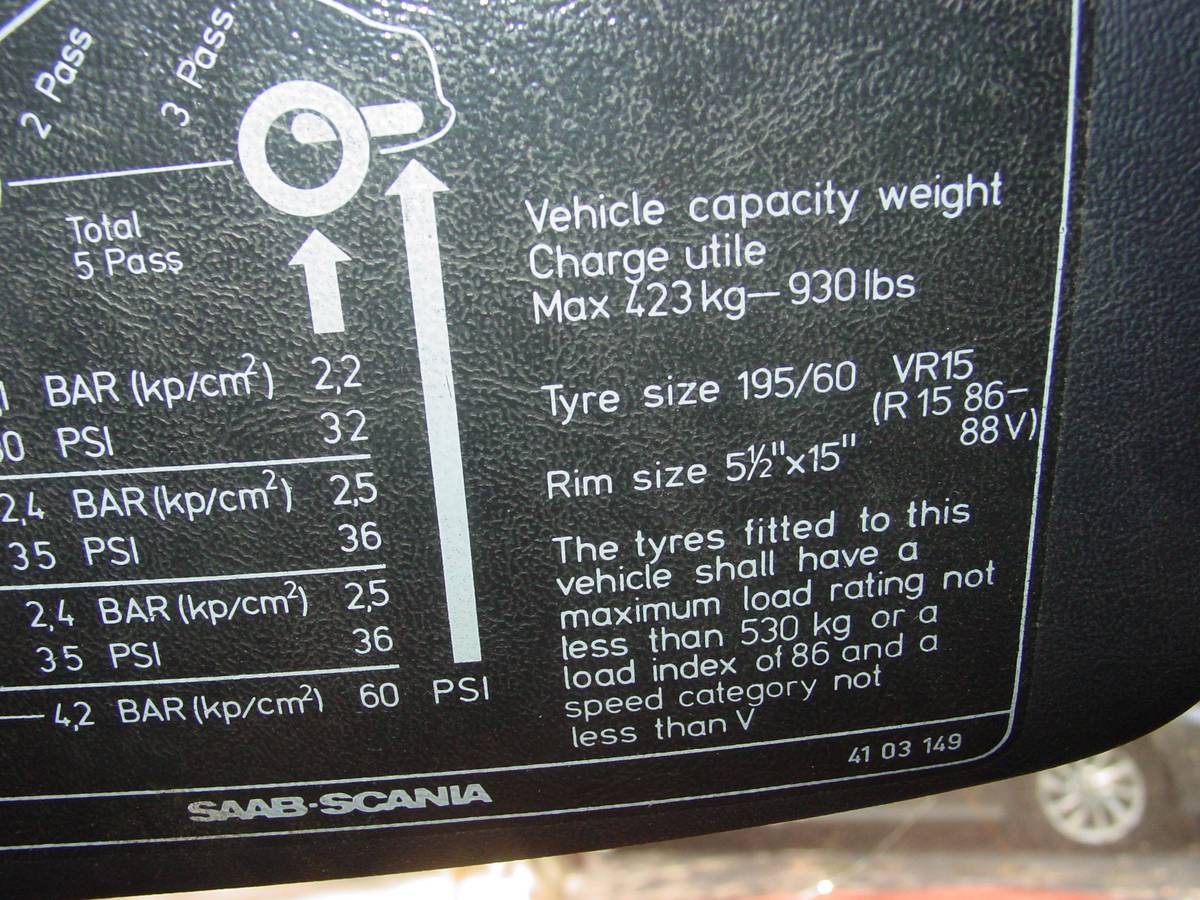 2 Pass
3 Pass
Total
5 Pass
BAR (kp/cm²) 2,2
PSI 32
2,4 BAR (kp/cm²) 2,5
35 PSI 36
2,4 BAR (kp/cm²) 2,5
35 PSI 36
4,2 BAR (kp/cm²) 60 PSI
Vehicle capacity weight
Charge utile
Max 423 kg—930 lbs
Tyre size 195/60 VR15
(R 15 86–
88 V)
Rim size 5½"x15"
The tyres fitted to this
vehicle shall have a
maximum load rating not
less than 530 kg or a
load index of 86 and a
speed category not
less than V
41 03 149
SAAB-SCANIA